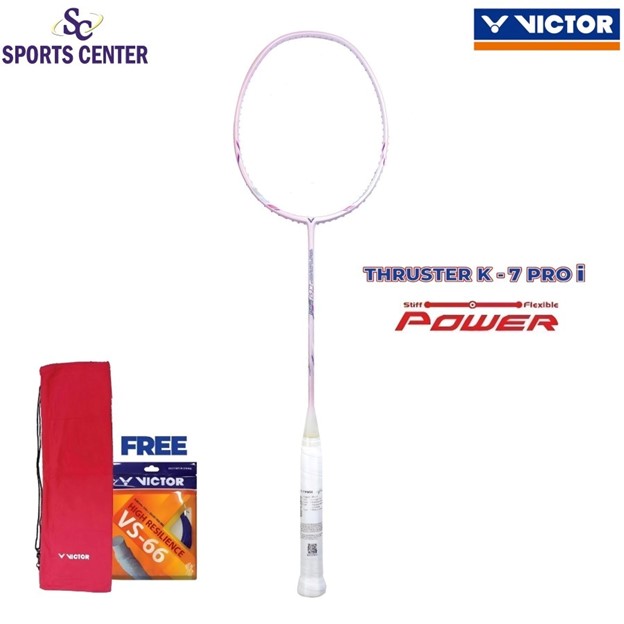 SC
SPORTS CENTER
VICTOR
THRUSTER K - 7 PRO i
Stiff Flexible
POWER
FREE
VICTOR
HIGH RESILIENCE
VS-66
VICTOR